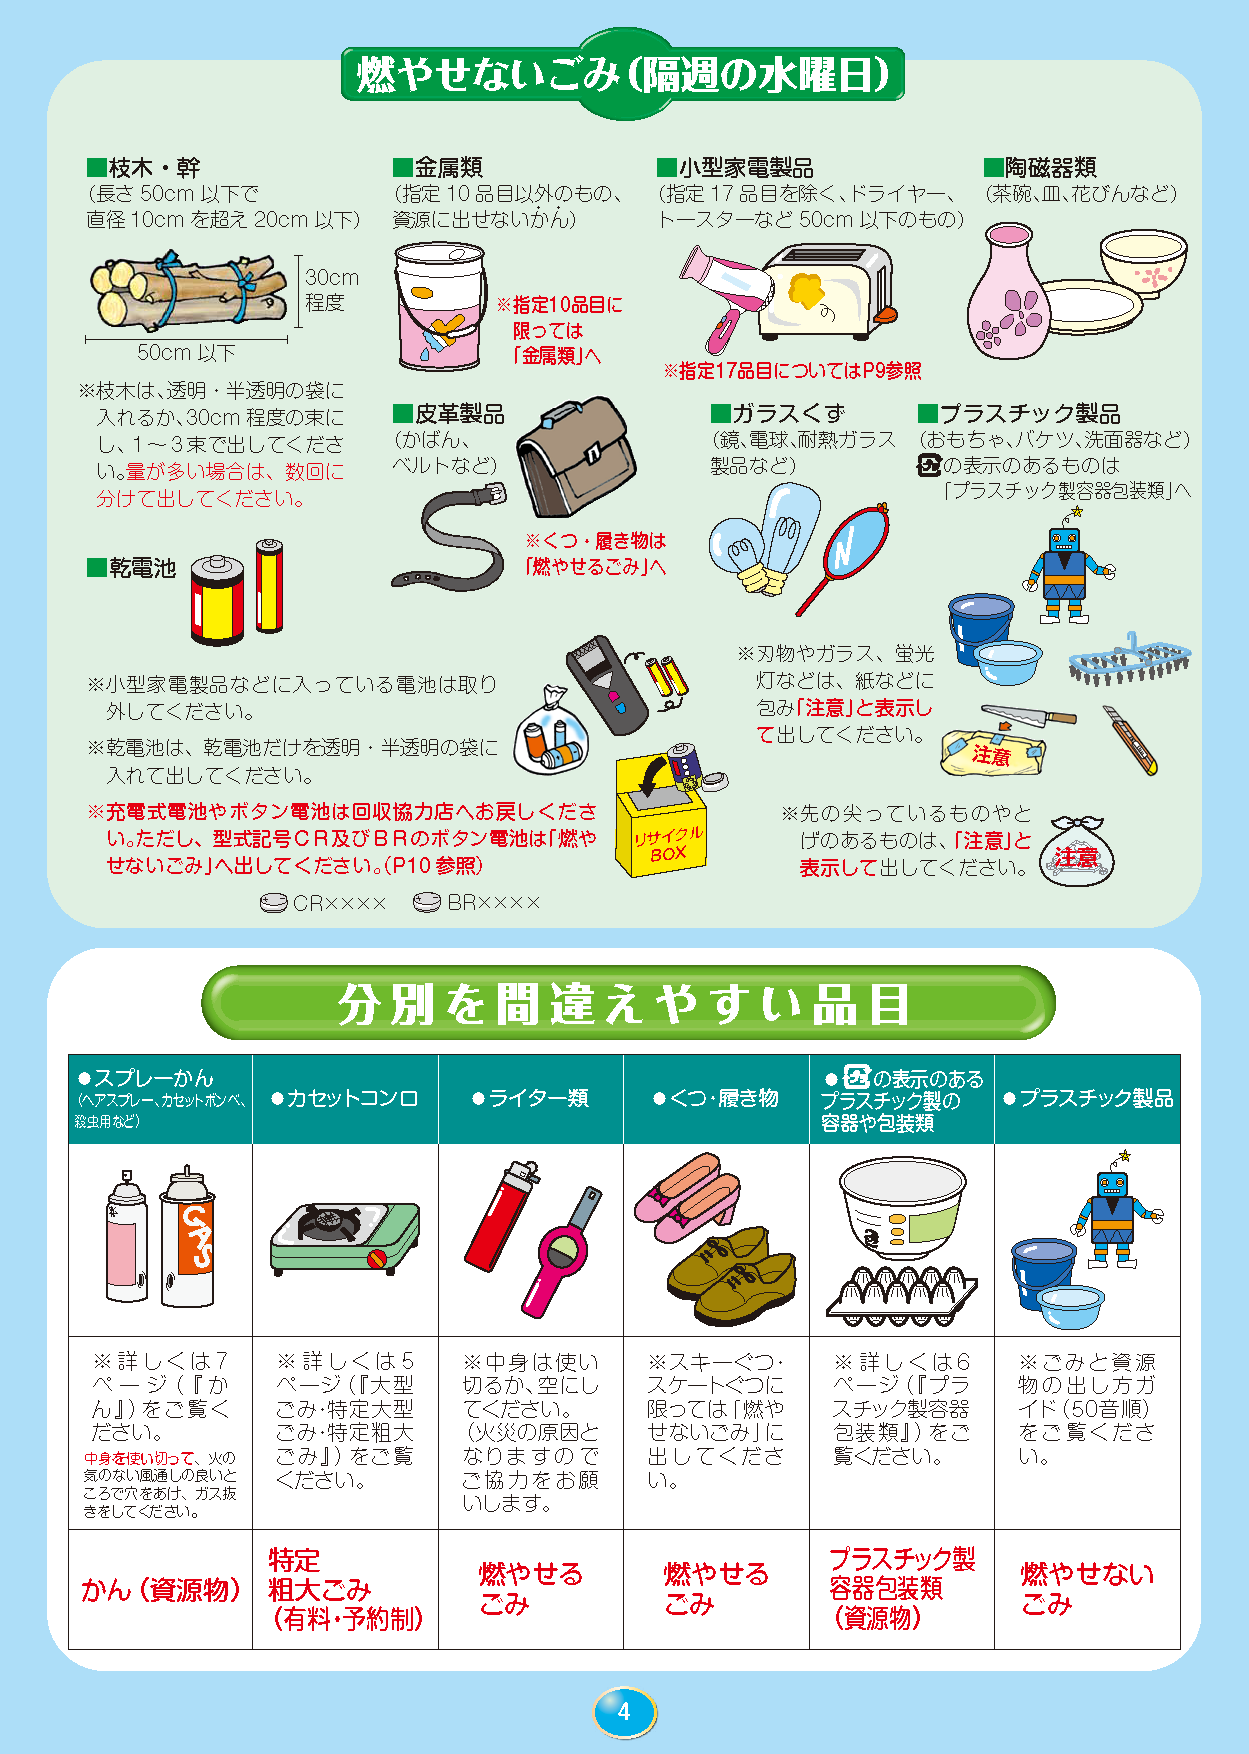 燃やせないごみ(隔週の水曜日)
■枝木・幹
(長さ50cm以下で
直径10cmを超え20cm以下)
30cm
程度
50cm以下
※枝木は、透明・半透明の袋に
入れるか、30cm程度の束に
し、1～3束で出してくださ
い。量が多い場合は、数回に
分けて出してください。
■金属類
(指定10品目以外のもの、
資源に出せないかん)
※指定10品目に
限っては
「金属類」へ
■小型家電製品
(指定17品目を除く、ドライヤー、
トースターなど50cm以下のもの)
※指定17品目についてはP9参照
■陶磁器類
(茶碗、皿、花びんなど)
■皮革製品
(かばん、
ベルトなど)
※くつ・履き物は
「燃やせるごみ」へ
■ガラスくず
(鏡、電球、耐熱ガラス
製品など)
■プラスチック製品
(おもちゃ、バケツ、洗面器など)
プラの表示のあるものは
「プラスチック製容器包装類」へ
■乾電池
※小型家電製品などに入っている電池は取り
外してください。
※乾電池は、乾電池だけを透明・半透明の袋に
入れて出してください。
※充電式電池やボタン電池は回収協力店へお戻しくださ
い。ただし、型式記号CR及びBRのボタン電池は「燃や
せないごみ」へ出してください。(P10参照)
CR×××× BR××××
リサイクル
BOX
※刃物やガラス、蛍光
灯などは、紙などに
包み「注意」と表示し
て出してください。
注意
※先の尖っているものやと
げのあるものは、「注意」と
表示して出してください。
注意
分別を間違えやすい品目
●スプレーかん
(ヘアスプレー、カセットボンベ、
殺虫用など)
●カセットコンロ
●ライター類
●くつ・履き物
●プラの表示のある
プラスチック製の
容器や包装類
●プラスチック製品
GAS
※詳しくは7
ページ(『か
ん』)をご覧く
ださい。
中身を使い切って、火の
気のない風通しの良いと
ころで穴をあけ、ガス抜
きをしてください。
※詳しくは5
ページ(『大型
ごみ・特定大型
ごみ・特定粗大
ごみ』)をご覧
ください。
※中身は使い
切るか、空にし
てください。
(火災の原因と
なりますので
ご協力をお願
いします。
※スキーぐつ・
スケートぐつに
限っては「燃や
せないごみ」に
出してくださ
い。
※詳しくは6
ページ(『プラ
スチック製容器
包装類』)をご
覧ください。
※ごみと資源
物の出し方ガ
イド(50音順)
をご覧くださ
い。
かん(資源物)
特定
粗大ごみ
(有料・予約制)
燃やせる
ごみ
燃やせる
ごみ
プラスチック製
容器包装類
(資源物)
燃やせない
ごみ
4